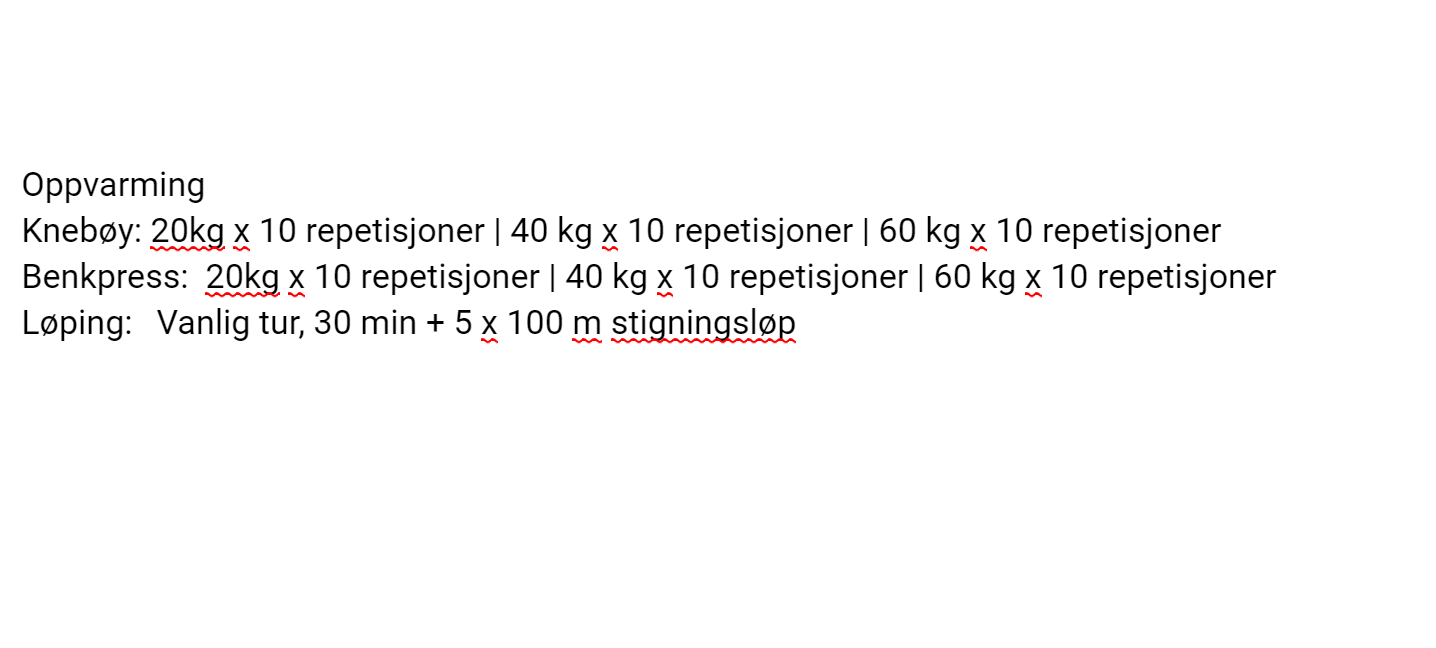 Oppvarming
Knebøy: 20kg x 10 repetisjoner | 40 kg x 10 repetisjoner | 60 kg x 10 repetisjoner
Benkpress:  20kg x 10 repetisjoner | 40 kg x 10 repetisjoner | 60 kg x 10 repetisjoner
Løping:   Vanlig tur, 30 min + 5 x 100 m stigningsløp